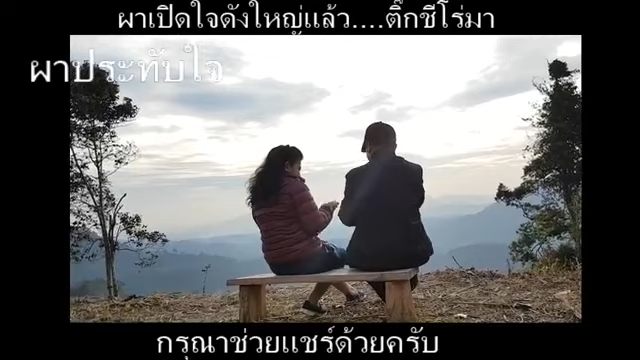 ผาเปิดใจดังใหญ่แล้ว....ติ๊กชีโร่มา
ผาประทับใจ
กรุณาช่วยแชร์ด้วยครับ